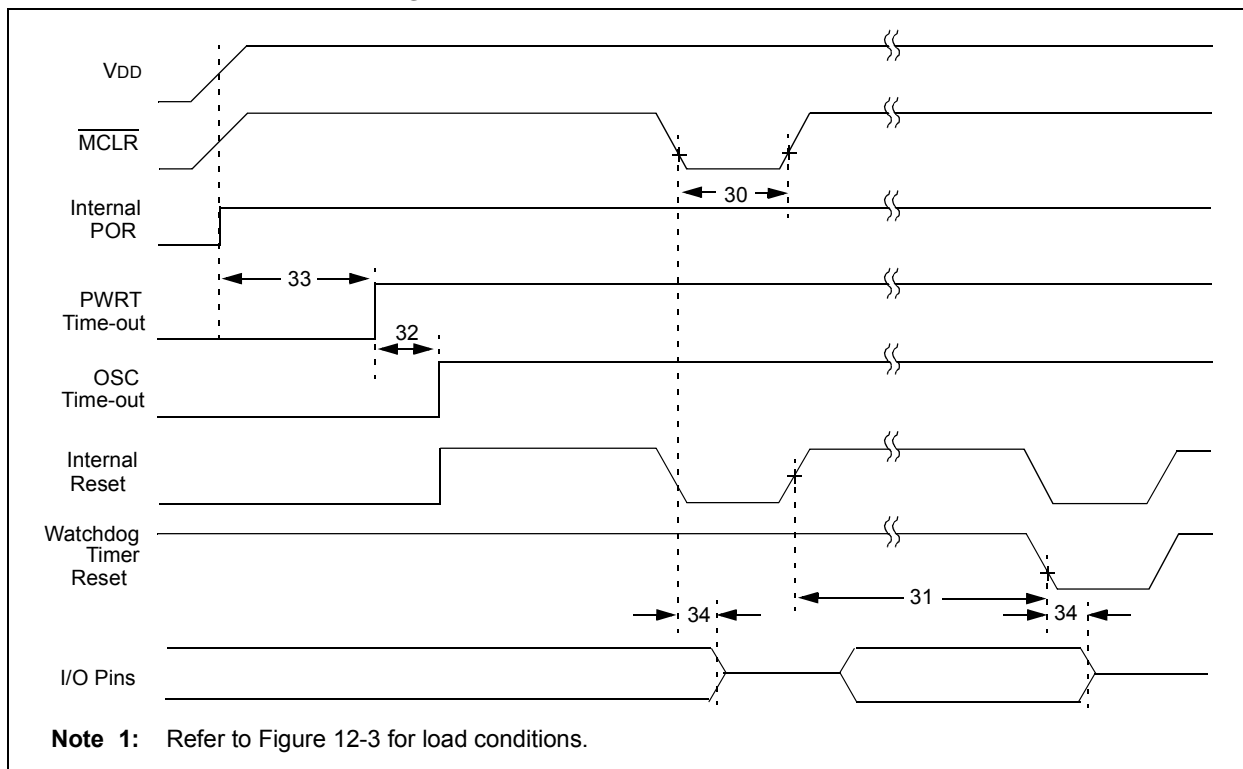 VDD
MCLR
30
Internal
POR
33
PWRT
Time-out
32
OSC
Time-out
Internal
Reset
Watchdog
Timer
Reset
31
34
34
I/O Pins
Note 1: Refer to Figure 12-3 for load conditions.